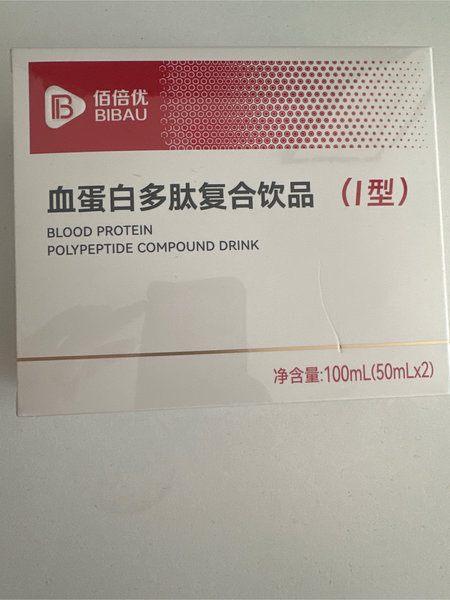 佰倍优
BIBAU
血蛋白多肽复合饮品 （I型）
BLOOD PROTEIN
POLYPEPTIDE COMPOUND DRINK
净含量:100mL(50mLx2)